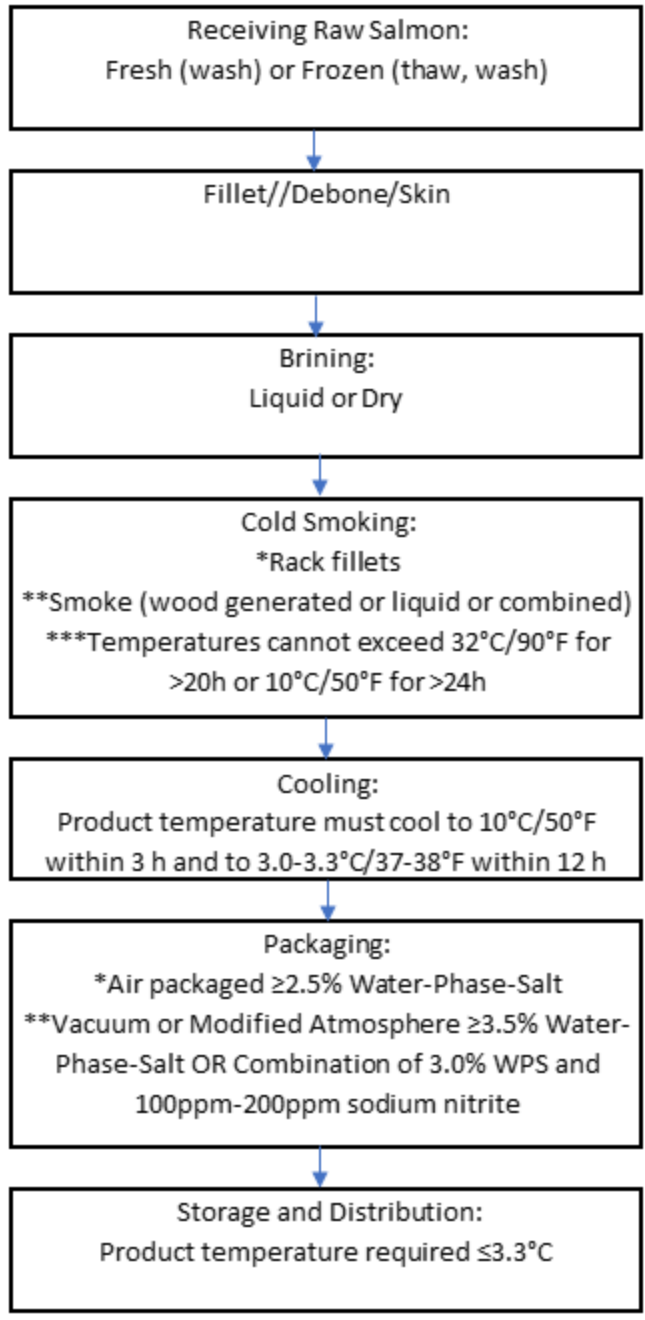 Receiving Raw Salmon:
Fresh (wash) or Frozen (thaw, wash)
Fillet//Debone/Skin
Brining:
Liquid or Dry
Cold Smoking:
*Rack fillets
**Smoke (wood generated or liquid or combined)
***Temperatures cannot exceed 32°C/90°F for
>20h or 10°C/50°F for >24h
Cooling:
Product temperature must cool to 10°C/50°F
within 3 h and to 3.0-3.3°C/37-38°F within 12 h
Packaging:
*Air packaged ≥2.5% Water-Phase-Salt
**Vacuum or Modified Atmosphere ≥3.5% Water-
Phase-Salt OR Combination of 3.0% WPS and
100ppm-200ppm sodium nitrite
Storage and Distribution:
Product temperature required ≤3.3°C